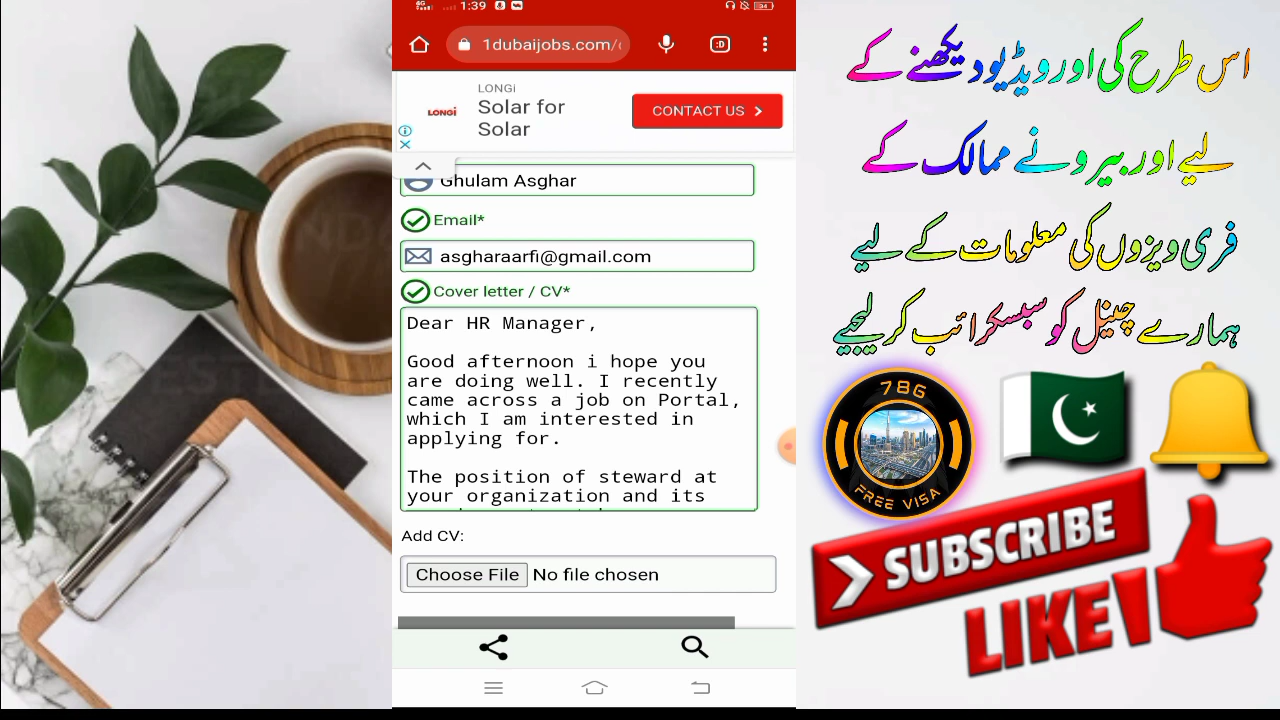 1:39
1dubaijobs.com/
:D
LONGi
LONGi
Solar for
Solar
CONTACT US
Ghulam Asghar
Email*
asgharaarfi@gmail.com
Cover letter / CV*
Dear HR Manager,
Good afternoon i hope you
are doing well. I recently
came across a job on Portal,
which I am interested in
applying for.
The position of steward at
your organization and its
Add CV:
Choose File No file chosen
اس طرح کی اور ویڈیو دیکھنے کے
لیے اور بیرونے ممالک کے
فری ویزوں کی معلومات کے لیے
ہمارے چینل کو سبسکرائب کر لیجیے
786
FREE VISA
SUBSCRIBE
LIKE